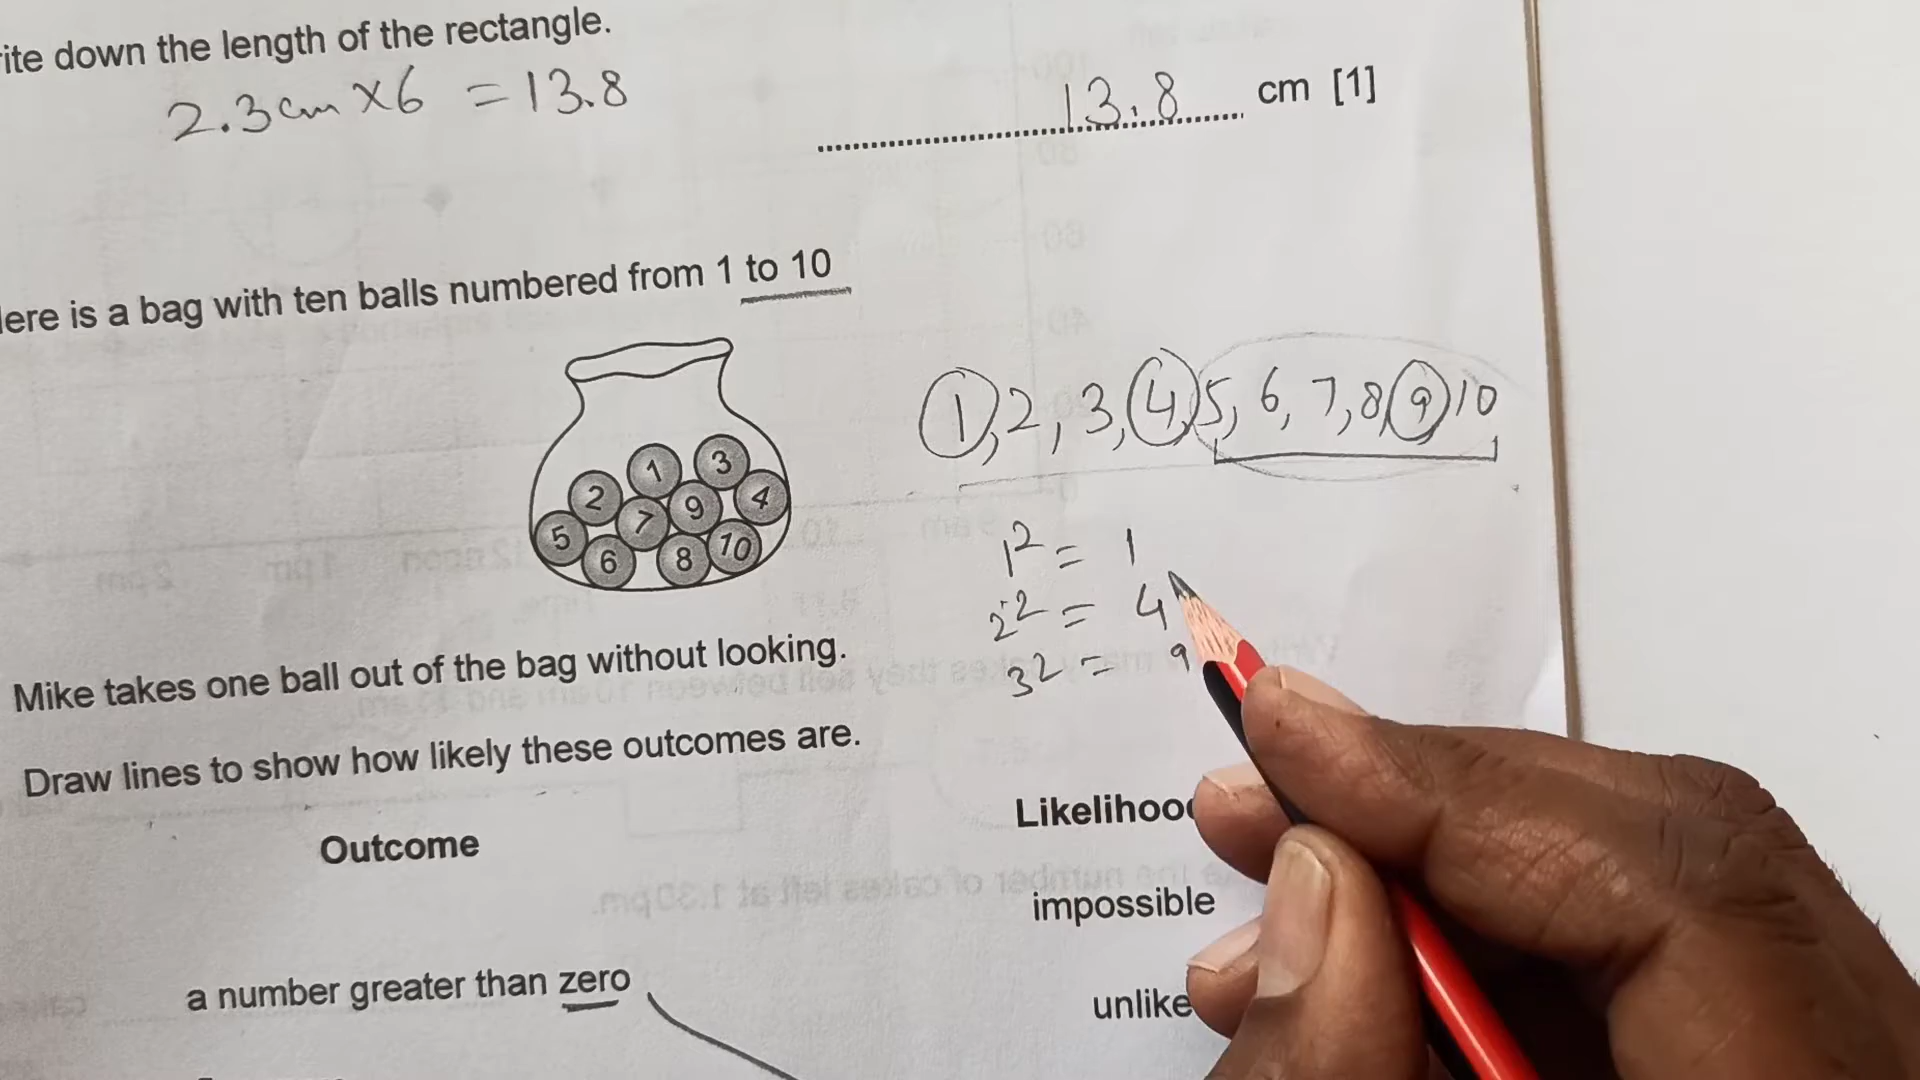 ite down the length of the rectangle.
2.3cm × 6 = 13.8
13.8 cm [1]
ere is a bag with ten balls numbered from 1 to 10
1, 2, 3, 4, 5, 6, 7, 8, 9 10
1 3
2 9 4
5 7
6 8 10
1² = 1
2² = 4
3² = 9
Mike takes one ball out of the bag without looking.
Draw lines to show how likely these outcomes are.
Outcome Likelihoo
impossible
a number greater than zero unlike